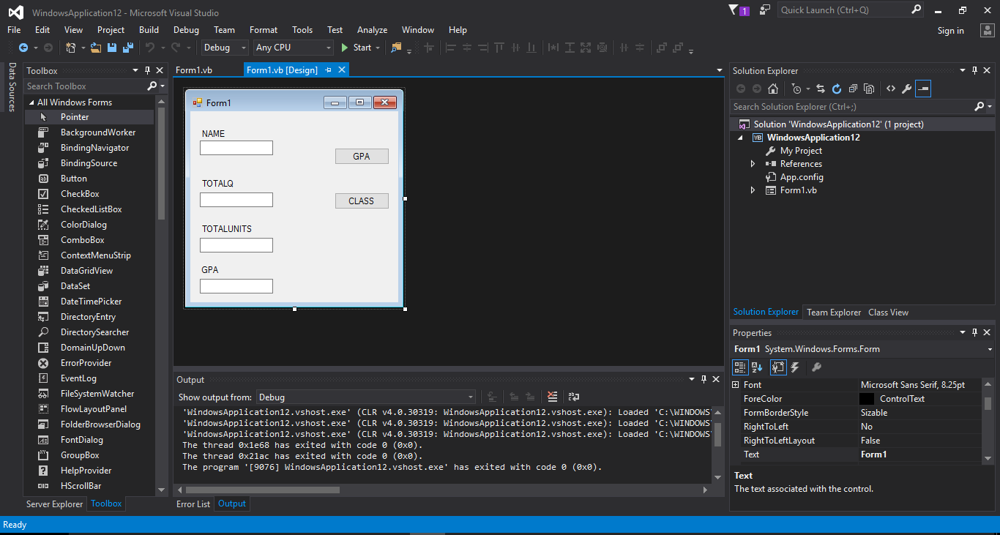 WindowsApplication12 - Microsoft Visual Studio
1
Quick Launch (Ctrl+Q)
File Edit View Project Build Debug Team Format Tools Test Analyze Window Help
Sign in
Debug Any CPU Start
Data Sources
Toolbox
Search Toolbox
All Windows Forms
Pointer
BackgroundWorker
BindingNavigator
BindingSource
Button
CheckBox
CheckedListBox
ColorDialog
ComboBox
ContextMenuStrip
DataGridView
DataSet
DateTimePicker
DirectoryEntry
DirectorySearcher
DomainUpDown
ErrorProvider
EventLog
FileSystemWatcher
FlowLayoutPanel
FolderBrowserDialog
FontDialog
GroupBox
HelpProvider
HScrollBar
Server Explorer Toolbox
Form1.vb Form1.vb [Design]
Form1
NAME
GPA
TOTALQ
CLASS
TOTALUNITS
GPA
Output
Show output from: Debug
'WindowsApplication12.vshost.exe' (CLR v4.0.30319: WindowsApplication12.vshost.exe): Loaded 'C:\WINDOWS
'WindowsApplication12.vshost.exe' (CLR v4.0.30319: WindowsApplication12.vshost.exe): Loaded 'C:\WINDOWS
'WindowsApplication12.vshost.exe' (CLR v4.0.30319: WindowsApplication12.vshost.exe): Loaded 'C:\WINDOWS
The thread 0x1e68 has exited with code 0 (0x0).
The thread 0x21ac has exited with code 0 (0x0).
The program '[9076] WindowsApplication12.vshost.exe' has exited with code 0 (0x0).
Error List Output
Solution Explorer
Search Solution Explorer (Ctrl+;)
Solution 'WindowsApplication12' (1 project)
VB WindowsApplication12
My Project
References
App.config
Form1.vb
Solution Explorer Team Explorer Class View
Properties
Form1 System.Windows.Forms.Form
Font Microsoft Sans Serif, 8.25pt
ForeColor ControlText
FormBorderStyle Sizable
RightToLeft No
RightToLeftLayout False
Text Form1
Text
The text associated with the control.
Ready